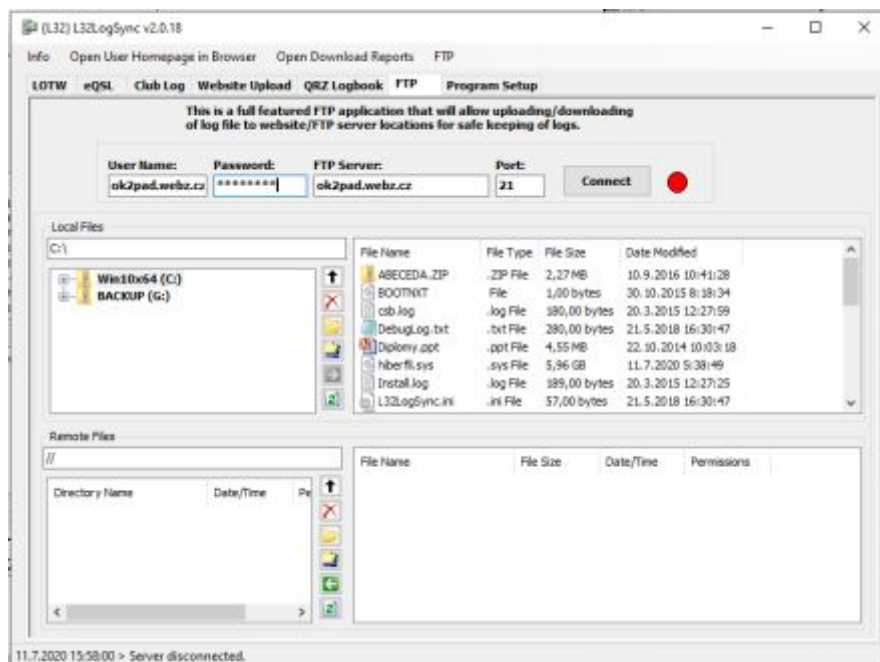 (L32) L32LogSync v2.0.18
Info Open User Homepage in Browser Open Download Reports FTP
LOTW eQSL Club Log Website Upload QRZ Logbook FTP Program Setup
This is a full featured FTP application that will allow uploading/downloading
of log file to website/FTP server locations for safe keeping of logs.
User Name: Password: FTP Server: Port:
ok2pad.webz.cz ******** ok2pad.webz.cz 21 Connect
Local Files
C:\
File Name File Type File Size Date Modified
Win10x64 (C:)
BACKUP (G:)
ABECEDA.ZIP .ZIP File 2,27 MB 10.9.2016 10:41:28
BOOTNXT File 1,00 bytes 30.10.2015 8:18:34
csb.log .log File 180,00 bytes 20.3.2015 12:27:59
DebugLog.txt .txt File 280,00 bytes 21.5.2018 16:30:47
Diplomy.ppt .ppt File 4,55 MB 22.10.2014 10:03:18
hiberfil.sys .sys File 5,96 GB 11.7.2020 5:38:49
Install.log .log File 189,00 bytes 20.3.2015 12:27:25
L32LogSync.ini .ini File 57,00 bytes 21.5.2018 16:30:47
Remote Files
//
Directory Name Date/Time Pe
File Name File Size Date/Time Permissions
11.7.2020 15:58:00 > Server disconnected.